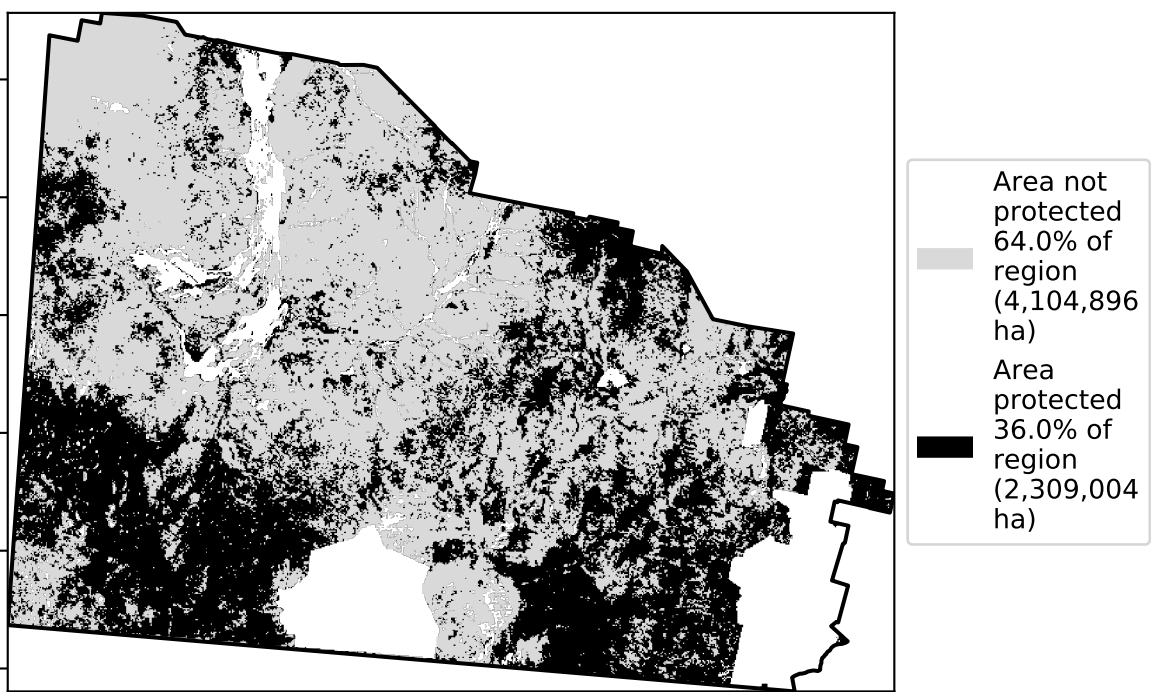 Area not
protected
64.0% of
region
(4,104,896
ha)
Area
protected
36.0% of
region
(2,309,004
ha)